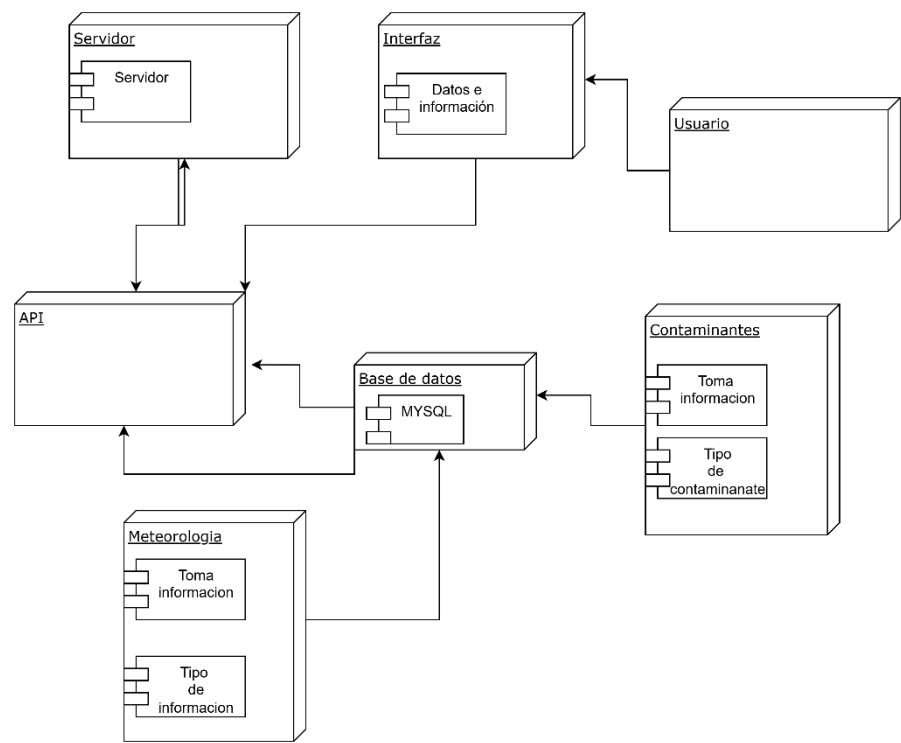 Servidor
Servidor
Interfaz
Datos e
información
Usuario
API
Base de datos
MYSQL
Contaminantes
Toma
informacion
Tipo
de
contaminanate
Meteorologia
Toma
informacion
Tipo
de
informacion